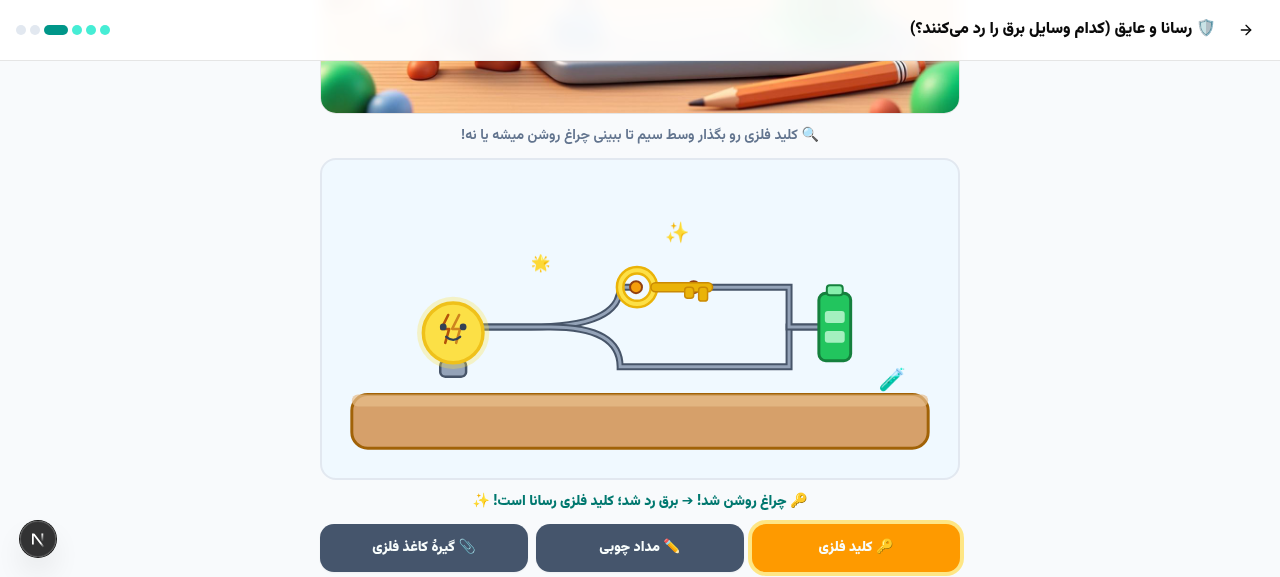 🛡️ رسانا و عایق (کدام وسایل برق را رد می‌کنند؟)
🔍 کلید فلزی رو بگذار وسط سیم تا ببینی چراغ روشن میشه یا نه!
🔑 چراغ روشن شد! → برق رد شد؛ کلید فلزی رسانا است! ✨
🔑 کلید فلزی
✏️ مداد چوبی
📎 گیرهٔ کاغذ فلزی
N